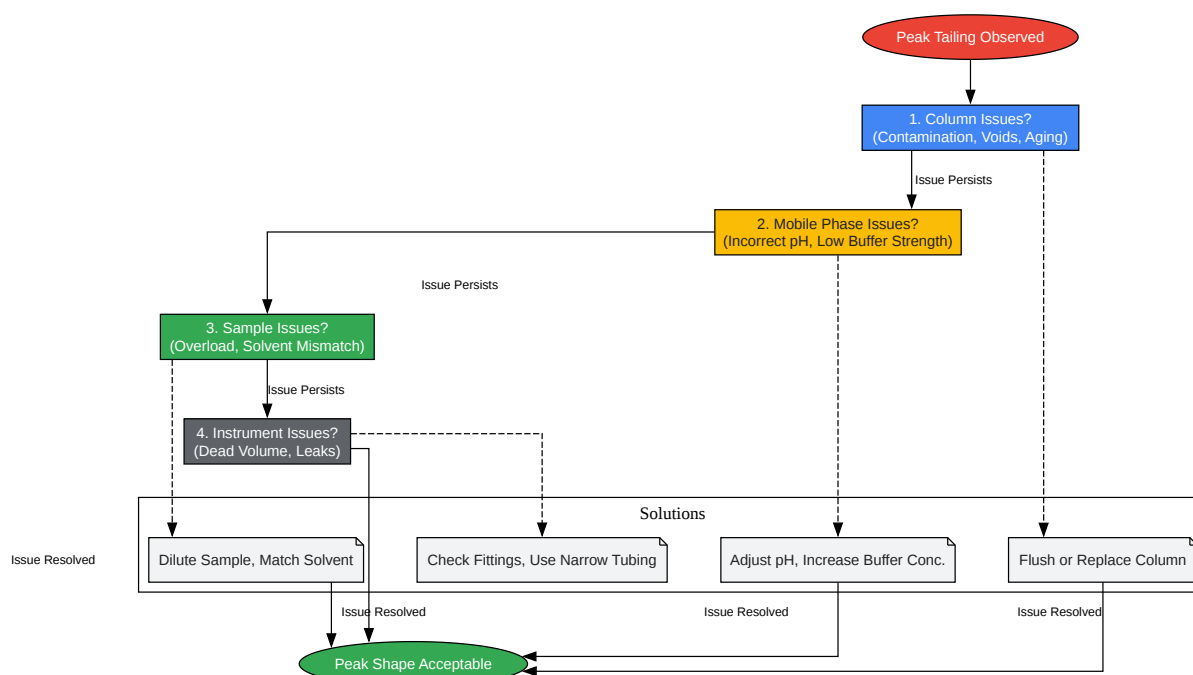 Peak Tailing Observed
1. Column Issues?
(Contamination, Voids, Aging)
Issue Persists
2. Mobile Phase Issues?
(Incorrect pH, Low Buffer Strength)
Issue Persists
3. Sample Issues?
(Overload, Solvent Mismatch)
Issue Persists
4. Instrument Issues?
(Dead Volume, Leaks)
Solutions
Issue Resolved
Dilute Sample, Match Solvent
Check Fittings, Use Narrow Tubing
Adjust pH, Increase Buffer Conc.
Flush or Replace Column
Issue Resolved
Issue Resolved
Issue Resolved
Peak Shape Acceptable